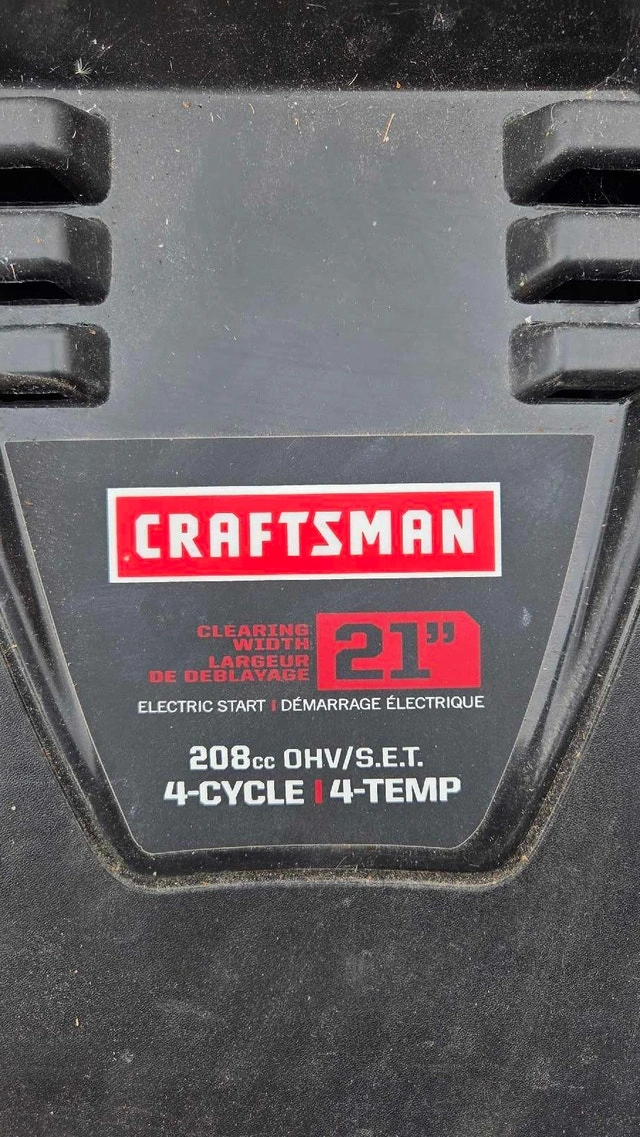 CRAFTSMAN
CLEARING
WIDTH
LARGEUR
DE DEBLAYAGE
21”
ELECTRIC START | DÉMARRAGE ÉLECTRIQUE
208cc OHV/S.E.T.
4-CYCLE | 4-TEMP